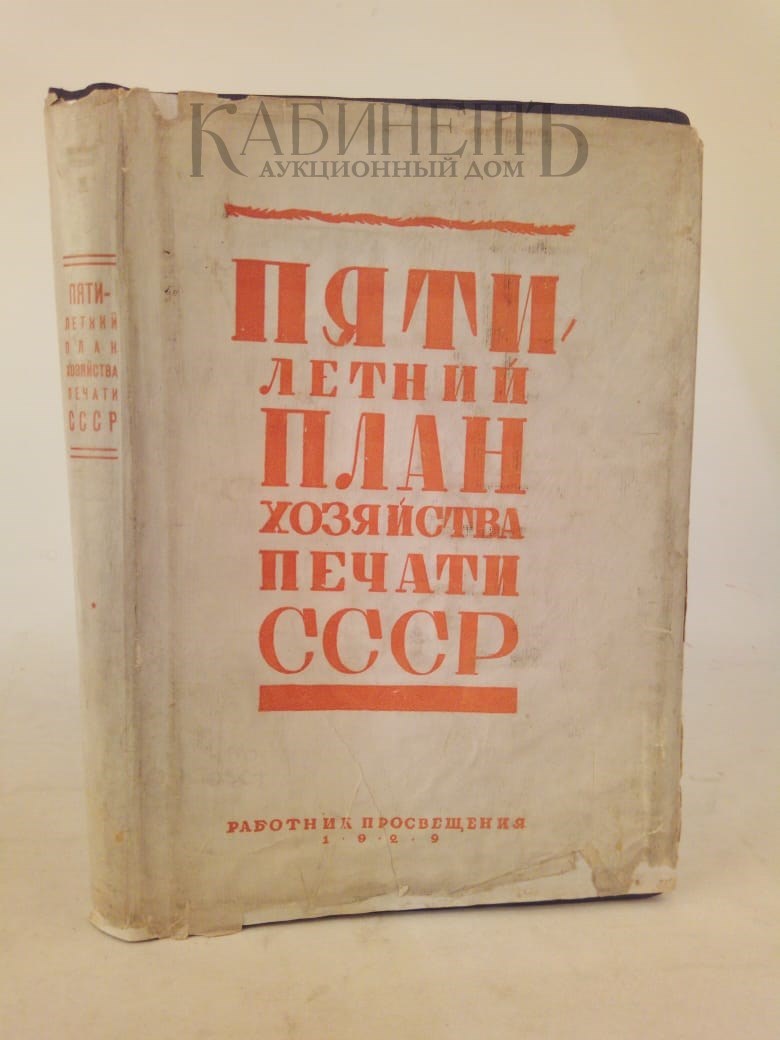 КАБИНЕТЪ
АУКЦИОННЫЙ ДОМ
ПЯТИ-
ЛЕТНИЙ
ПЛАН
ХОЗЯЙСТВА
ПЕЧАТИ
СССР
ПЯТИ-
ЛЕТНИЙ
ПЛАН
ХОЗЯЙСТВА
ПЕЧАТИ
СССР
РАБОТНИК ПРОСВЕЩЕНИЯ
1·9·2·9